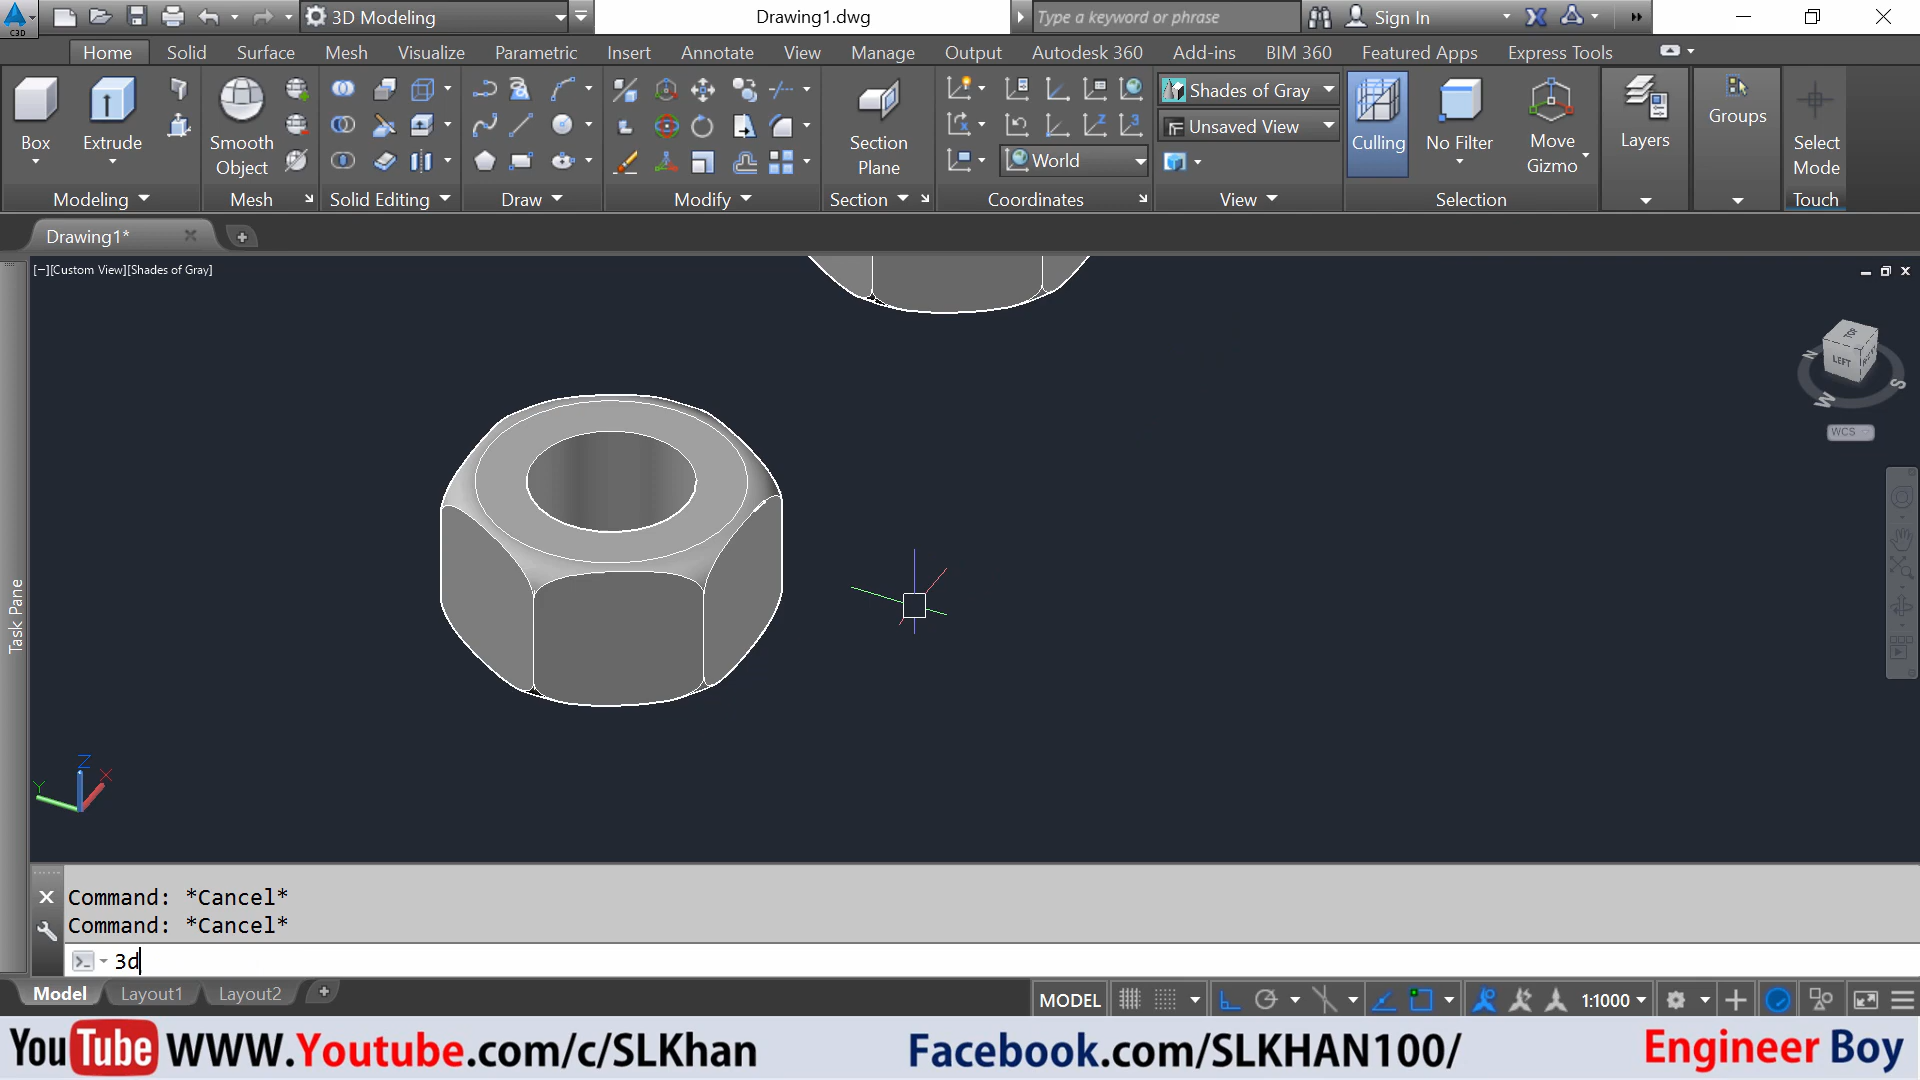 C3D
3D Modeling
Drawing1.dwg
Type a keyword or phrase
Sign In
Home
Solid
Surface
Mesh
Visualize
Parametric
Insert
Annotate
View
Manage
Output
Autodesk 360
Add-ins
BIM 360
Featured Apps
Express Tools
Box
Extrude
Smooth
Object
Section
Plane
World
Shades of Gray
Unsaved View
Culling
No Filter
Move
Gizmo
Layers
Groups
Select
Mode
Modeling
Mesh
Solid Editing
Draw
Modify
Section
Coordinates
View
Selection
Touch
Drawing1*
[−][Custom View][Shades of Gray]
TOP
LEFT
N
S
W
WCS
Task Pane
Z
X
Y
Command: *Cancel*
Command: *Cancel*
3d
Model
Layout1
Layout2
MODEL
1:1000
YouTube WWW.Youtube.com/c/SLKhan
Facebook.com/SLKHAN100/
Engineer Boy